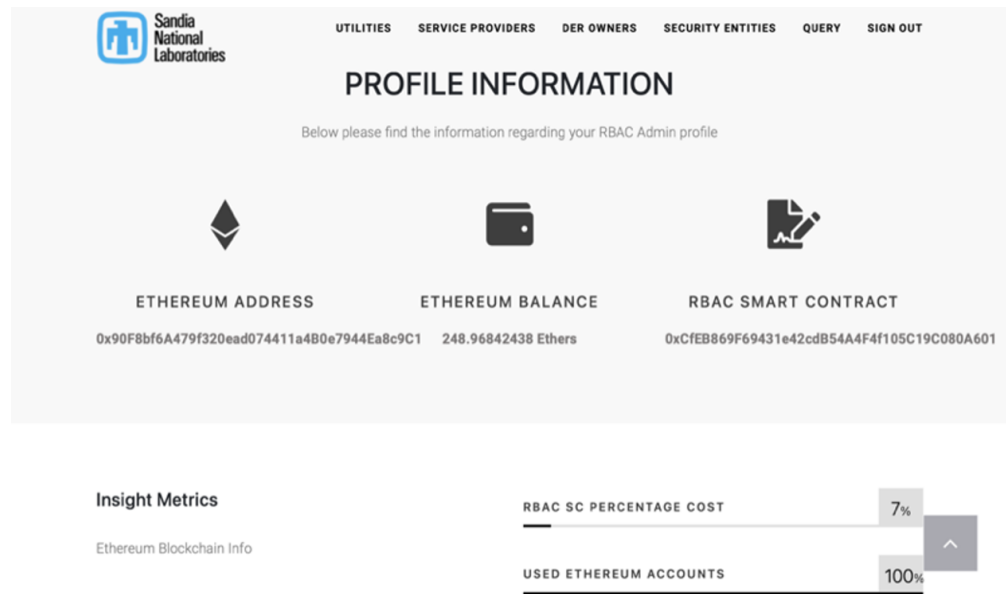 Sandia
National
Laboratories
UTILITIES SERVICE PROVIDERS DER OWNERS SECURITY ENTITIES QUERY SIGN OUT
PROFILE INFORMATION
Below please find the information regarding your RBAC Admin profile
ETHEREUM ADDRESS ETHEREUM BALANCE RBAC SMART CONTRACT
0x90F8bf6A479f320ead074411a4B0e7944Ea8c9C1 248.96842438 Ethers 0xCfEB869F69431e42cdB54A4F4f105C19C080A601
Insight Metrics
RBAC SC PERCENTAGE COST 7%
Ethereum Blockchain Info
USED ETHEREUM ACCOUNTS 100%